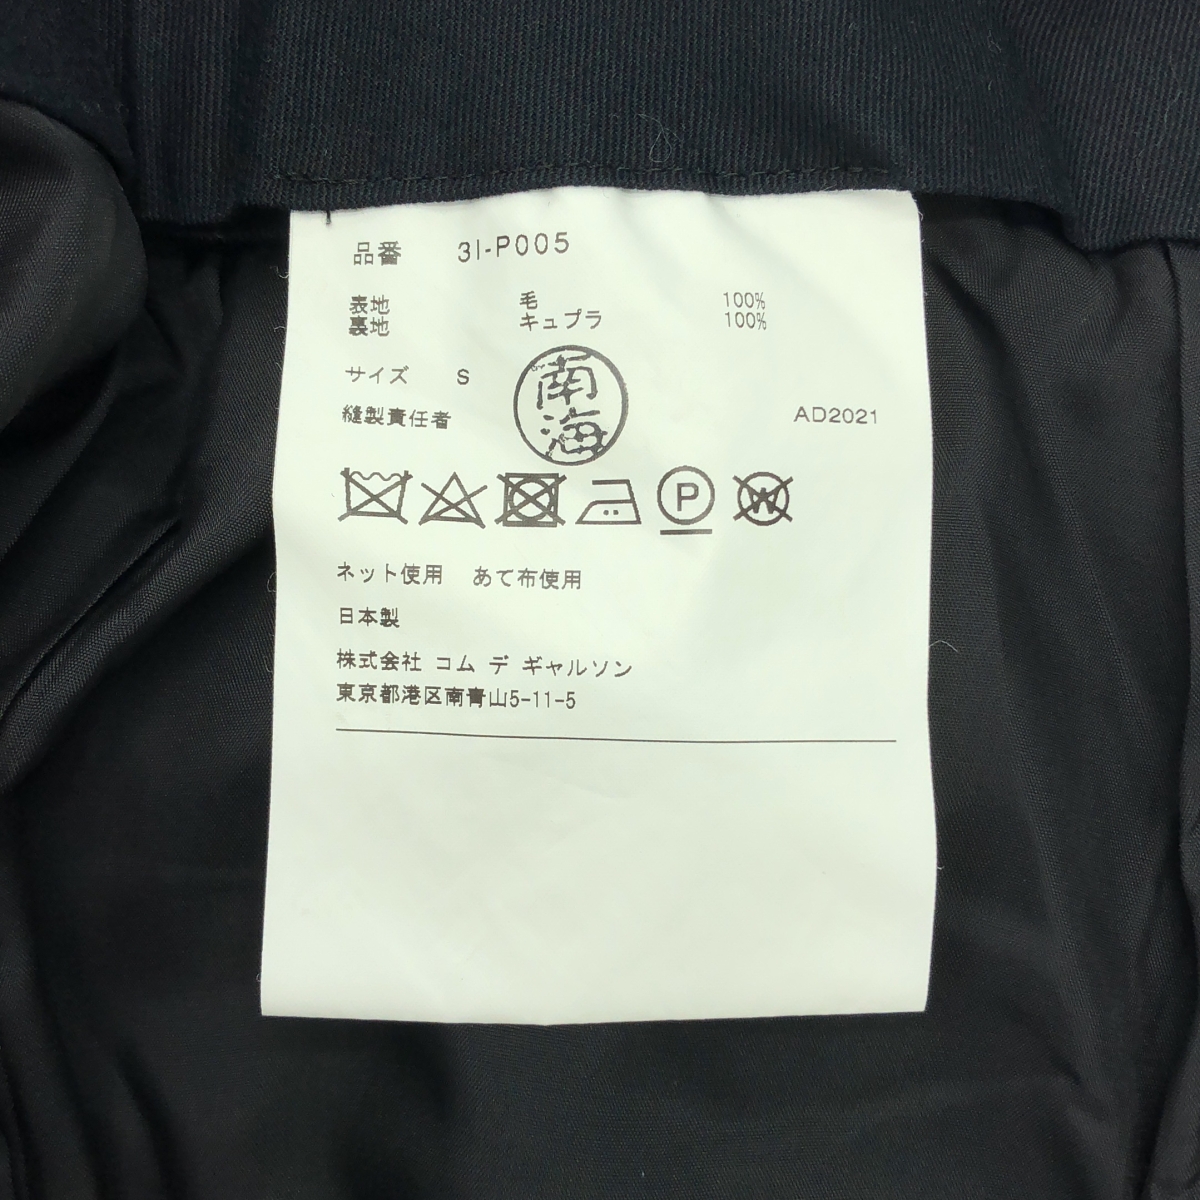 品番 3I-P005
表地 毛 100%
裏地 キュプラ 100%
サイズ S
南海
縫製責任者 AD2021
P W
ネット使用 あて布使用
日本製
株式会社 コム デ ギャルソン
東京都港区南青山5-11-5